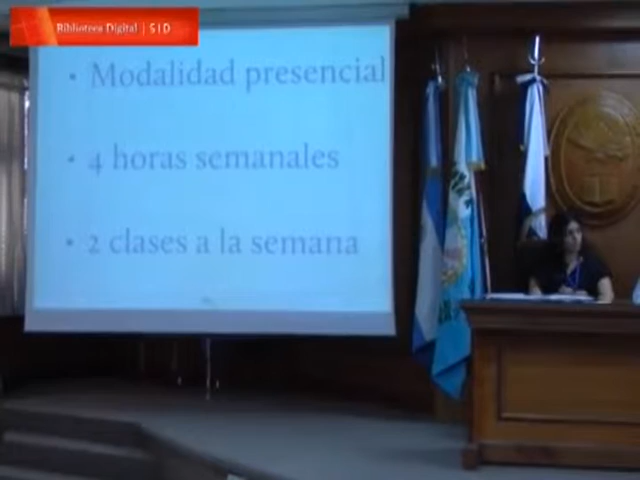 Biblioteca Digital | SID
• Modalidad presencial
• 4 horas semanales
• 2 clases a la semana